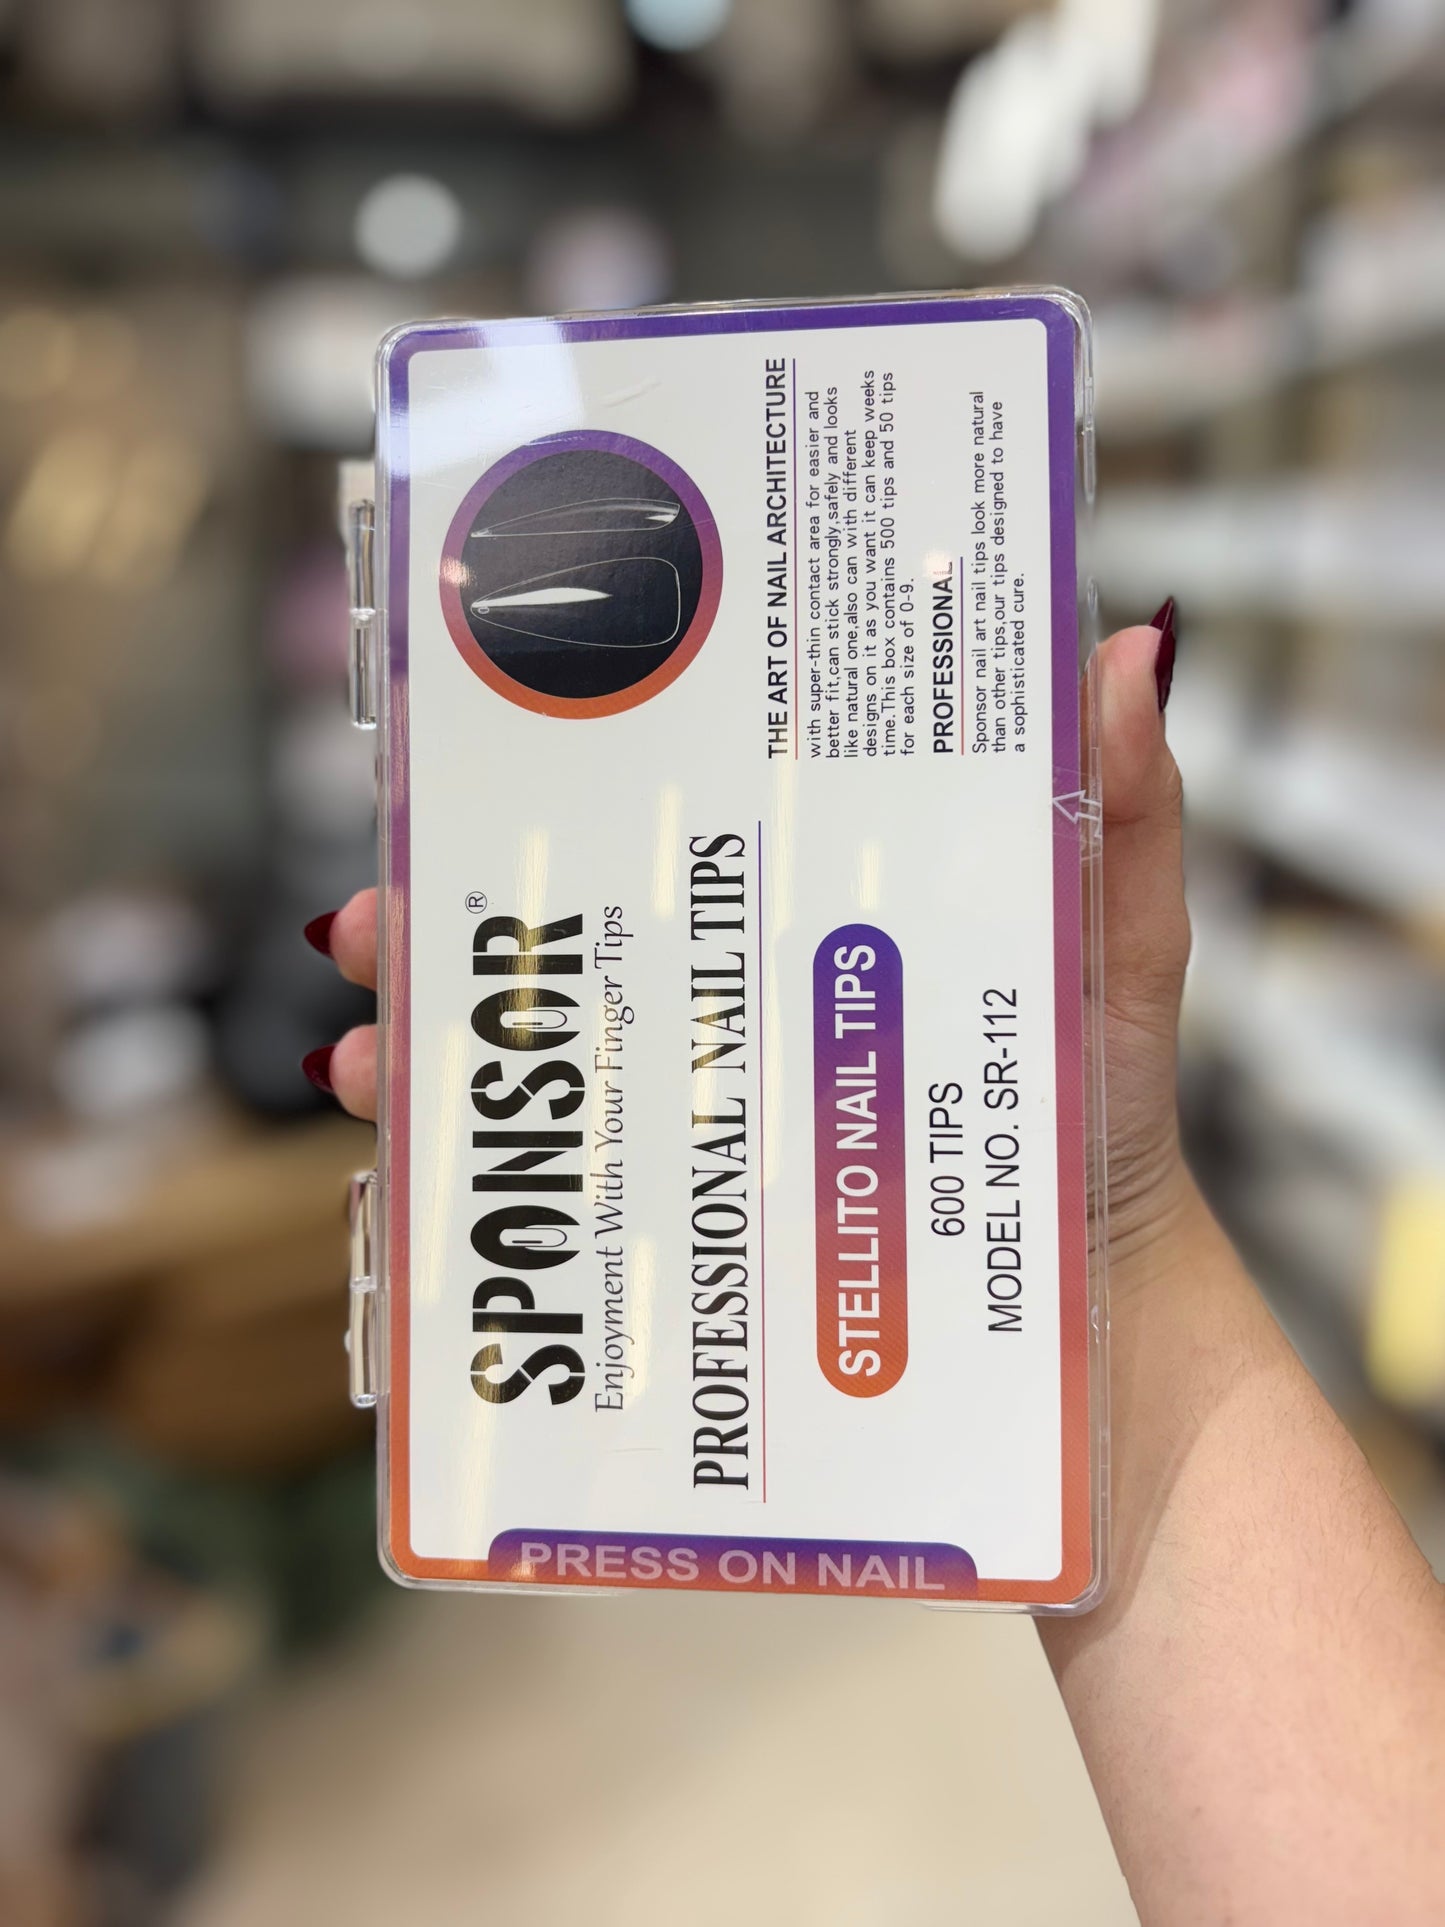 SPONSOR®
Enjoyment With Your Finger Tips
PROFESSIONAL NAIL TIPS
STELLITO NAIL TIPS
600 TIPS
MODEL NO. SR-112
PRESS ON NAIL
THE ART OF NAIL ARCHITECTURE
with super-thin contact area for easier and
better fit,can stick strongly,safely and looks
like natural one,also can with different
designs on it as you want it can keep weeks
time.This box contains 500 tips and 50 tips
for each size of 0-9.
PROFESSIONAL
Sponsor nail art nail tips look more natural
than other tips,our tips designed to have
a sophisticated cure.